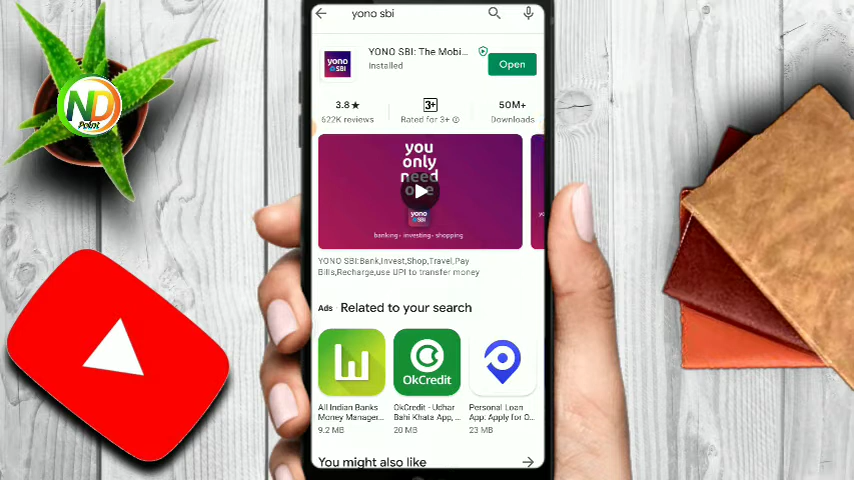 yono sbi
YONO SBI: The Mobi...
Installed
Open
yono
SBI
3.8★
3+
50M+
622K reviews
Rated for 3+
Downloads
ND
Point
you
only
need
one
yono
SBI
banking • investing • shopping
YONO SBI:Bank,Invest,Shop,Travel,Pay
Bills,Recharge,use UPI to transfer money
Ads · Related to your search
OkCredit
All Indian Banks
Money Manager...
9.2 MB
OkCredit - Udhar
Bahi Khata App, ...
20 MB
Personal Loan
App. Apply for O...
23 MB
You might also like